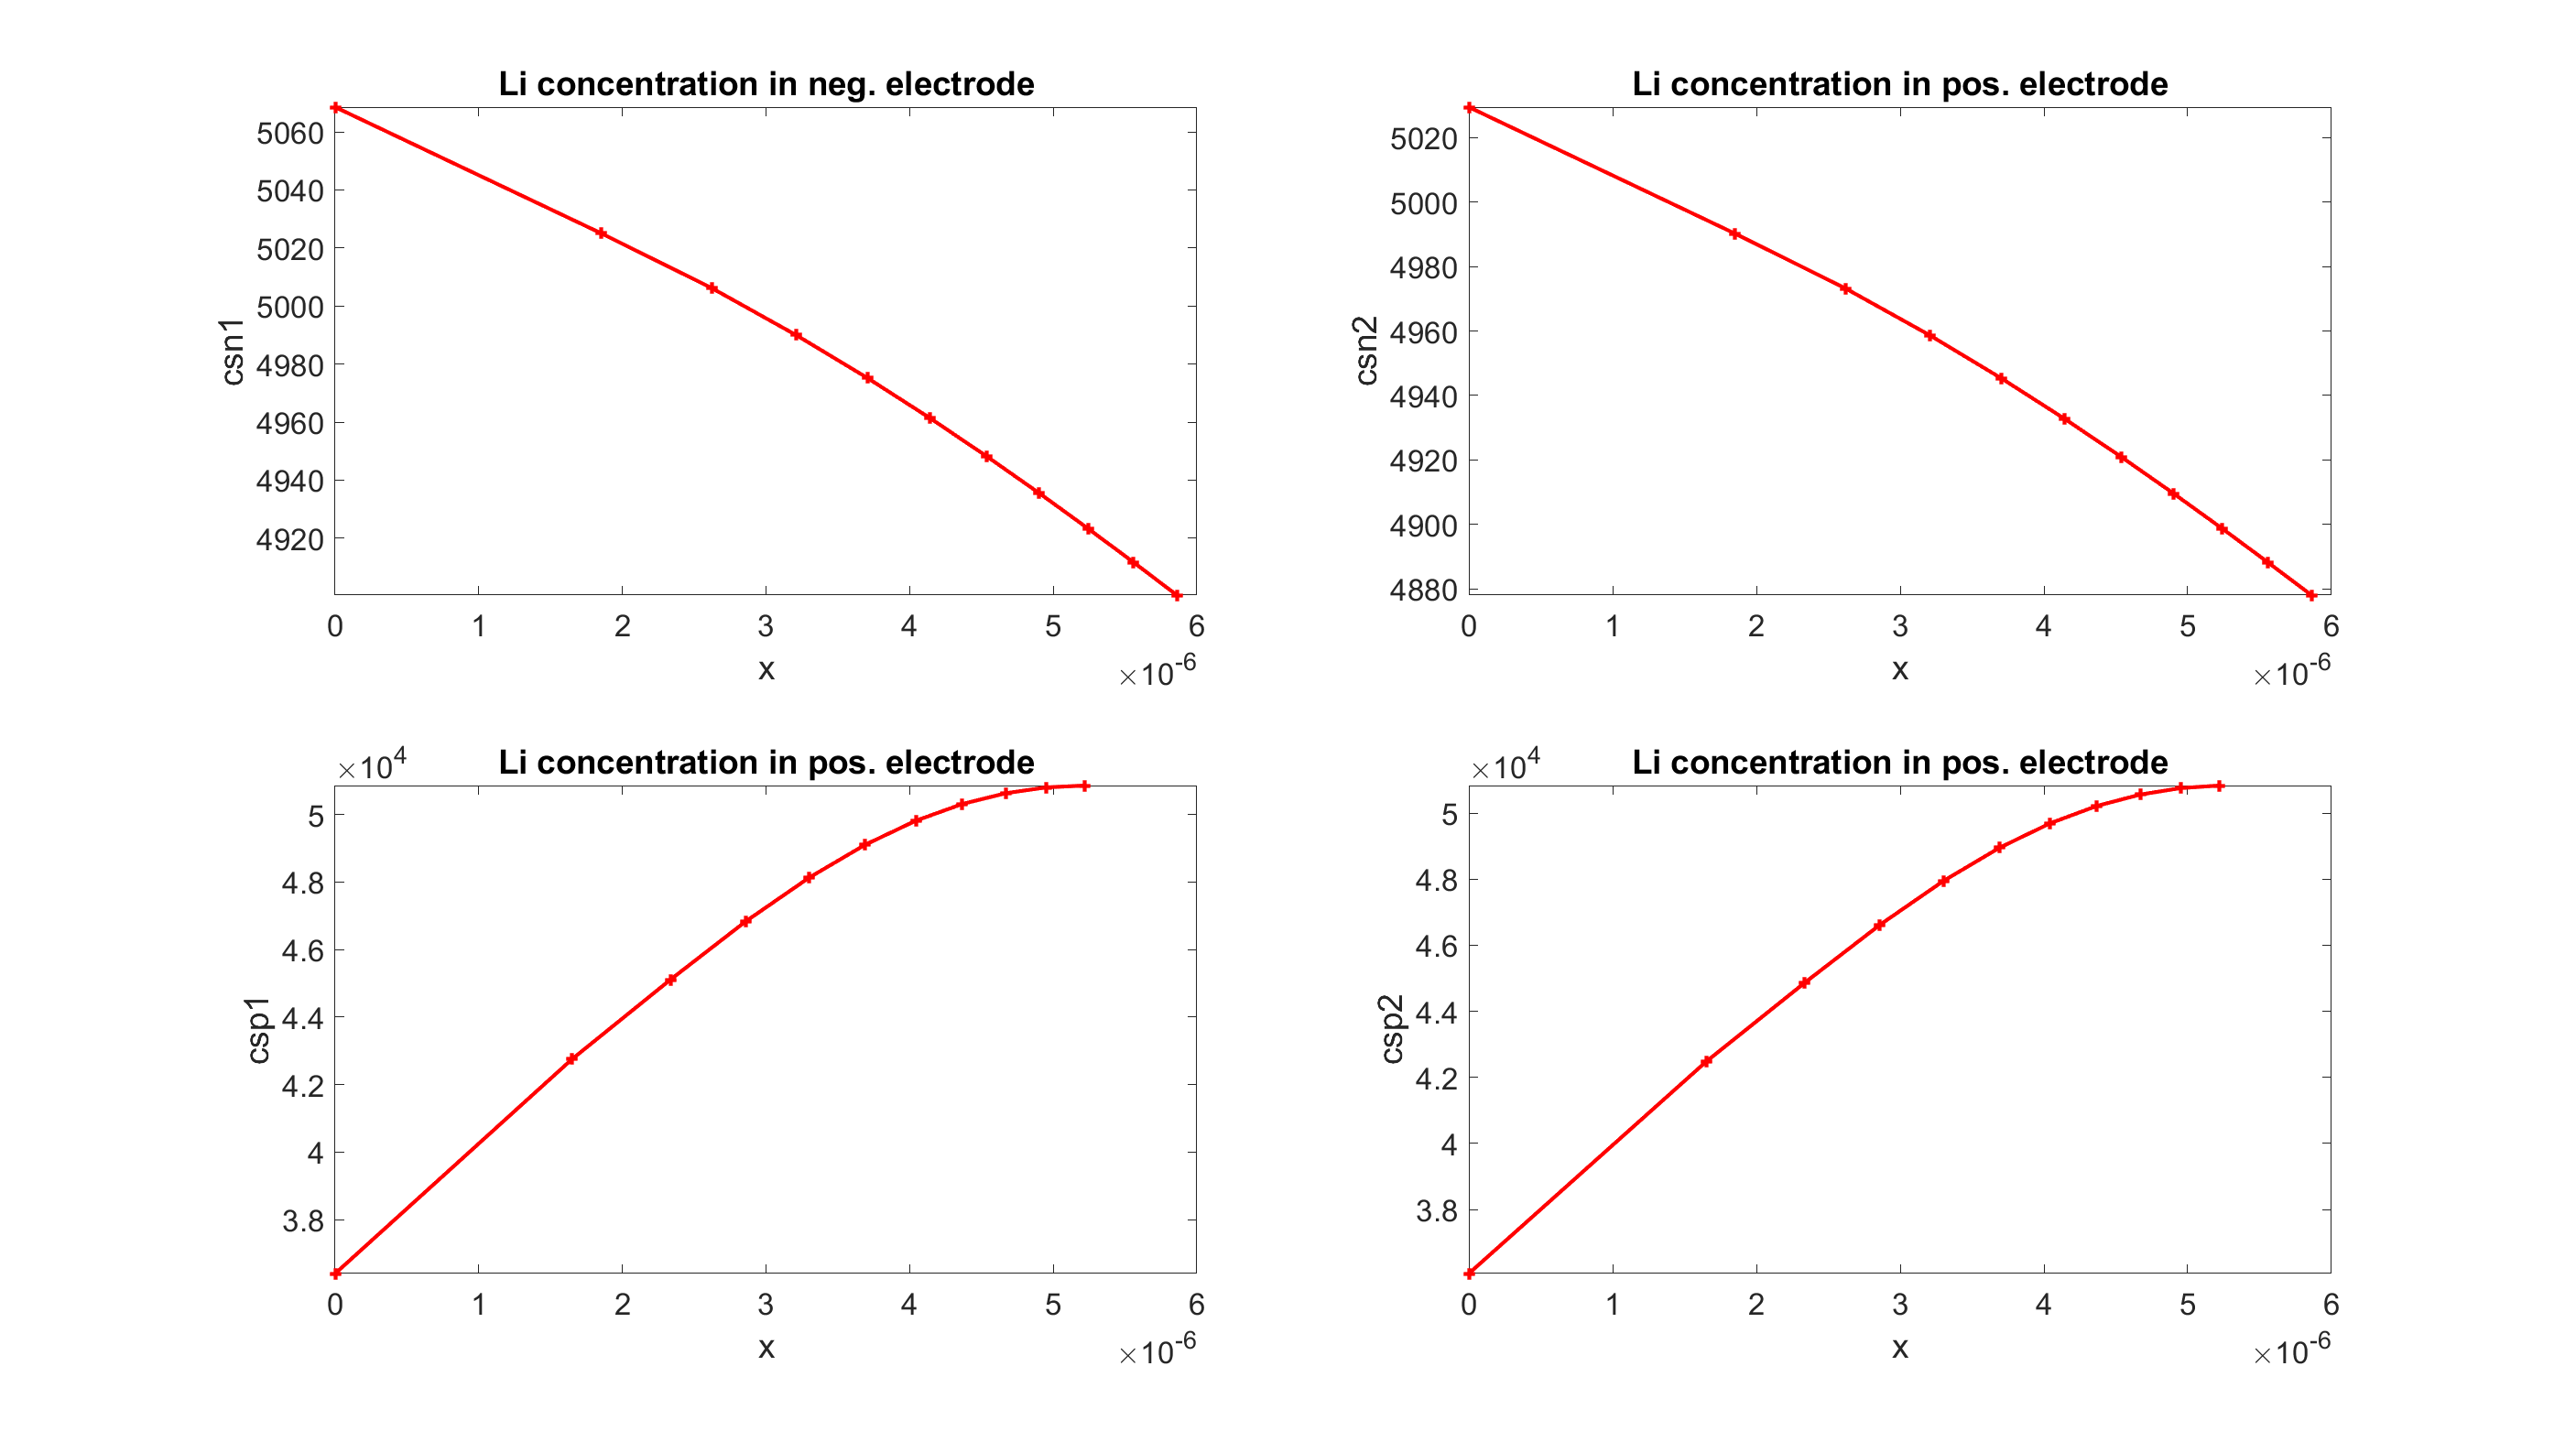 Li concentration in neg. electrode
5060
5040
5020
5000
4980
4960
4940
4920
csn1
0 1 2 3 4 5 6
x
×10-6
Li concentration in pos. electrode
5020
5000
4980
4960
4940
4920
4900
4880
csn2
0 1 2 3 4 5 6
x
×10-6
Li concentration in pos. electrode
×104
5
4.8
4.6
4.4
4.2
4
3.8
csp1
0 1 2 3 4 5 6
x
×10-6
Li concentration in pos. electrode
×104
5
4.8
4.6
4.4
4.2
4
3.8
csp2
0 1 2 3 4 5 6
x
×10-6